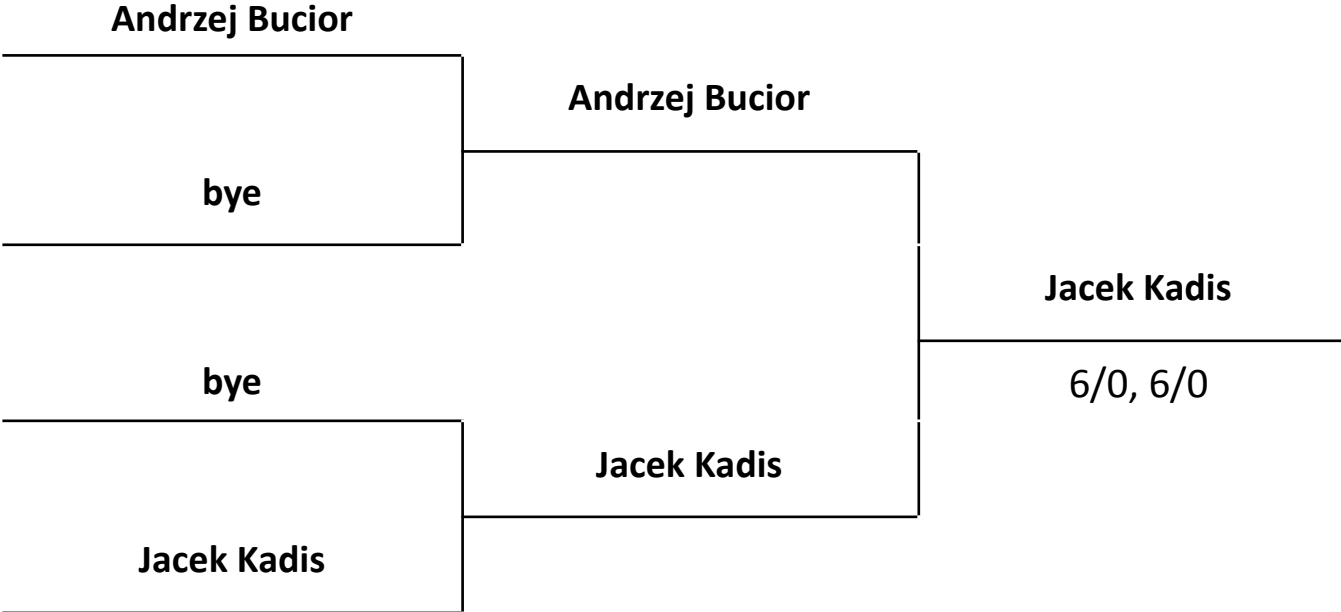 Andrzej Bucior
Andrzej Bucior
bye
Jacek Kadis
bye
6/0, 6/0
Jacek Kadis
Jacek Kadis